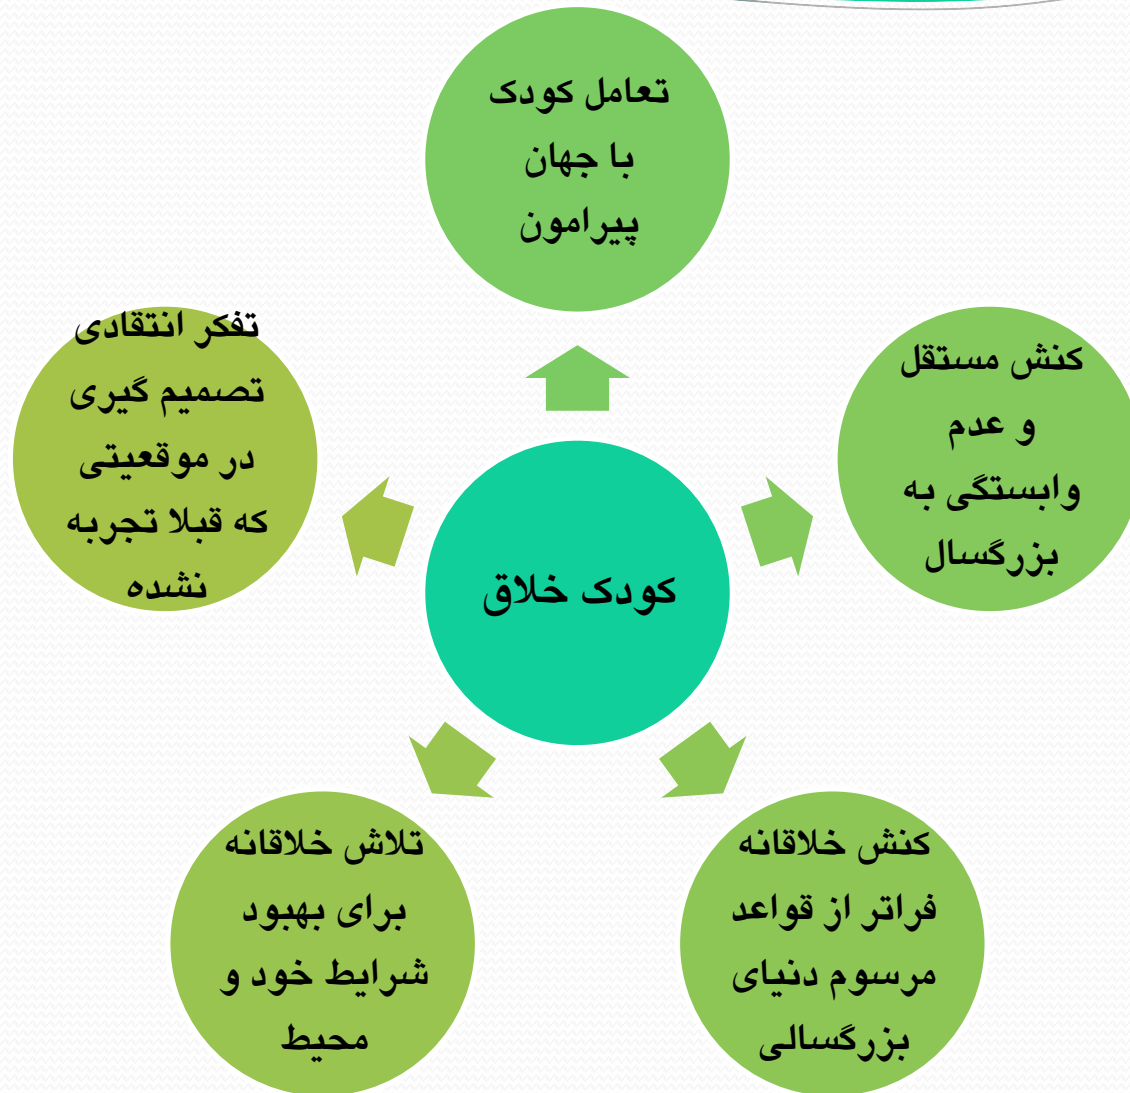 تعامل کودک
با جهان
پیرامون
کنش مستقل
و عدم
وابستگی به
بزرگسال
تفکر انتقادی
تصمیم گیری
در موقعیتی
که قبلا تجربه
نشده
کودک خلاق
کنش خلاقانه
فراتر از قواعد
مرسوم دنیای
بزرگسالی
تلاش خلاقانه
برای بهبود
شرایط خود و
محیط